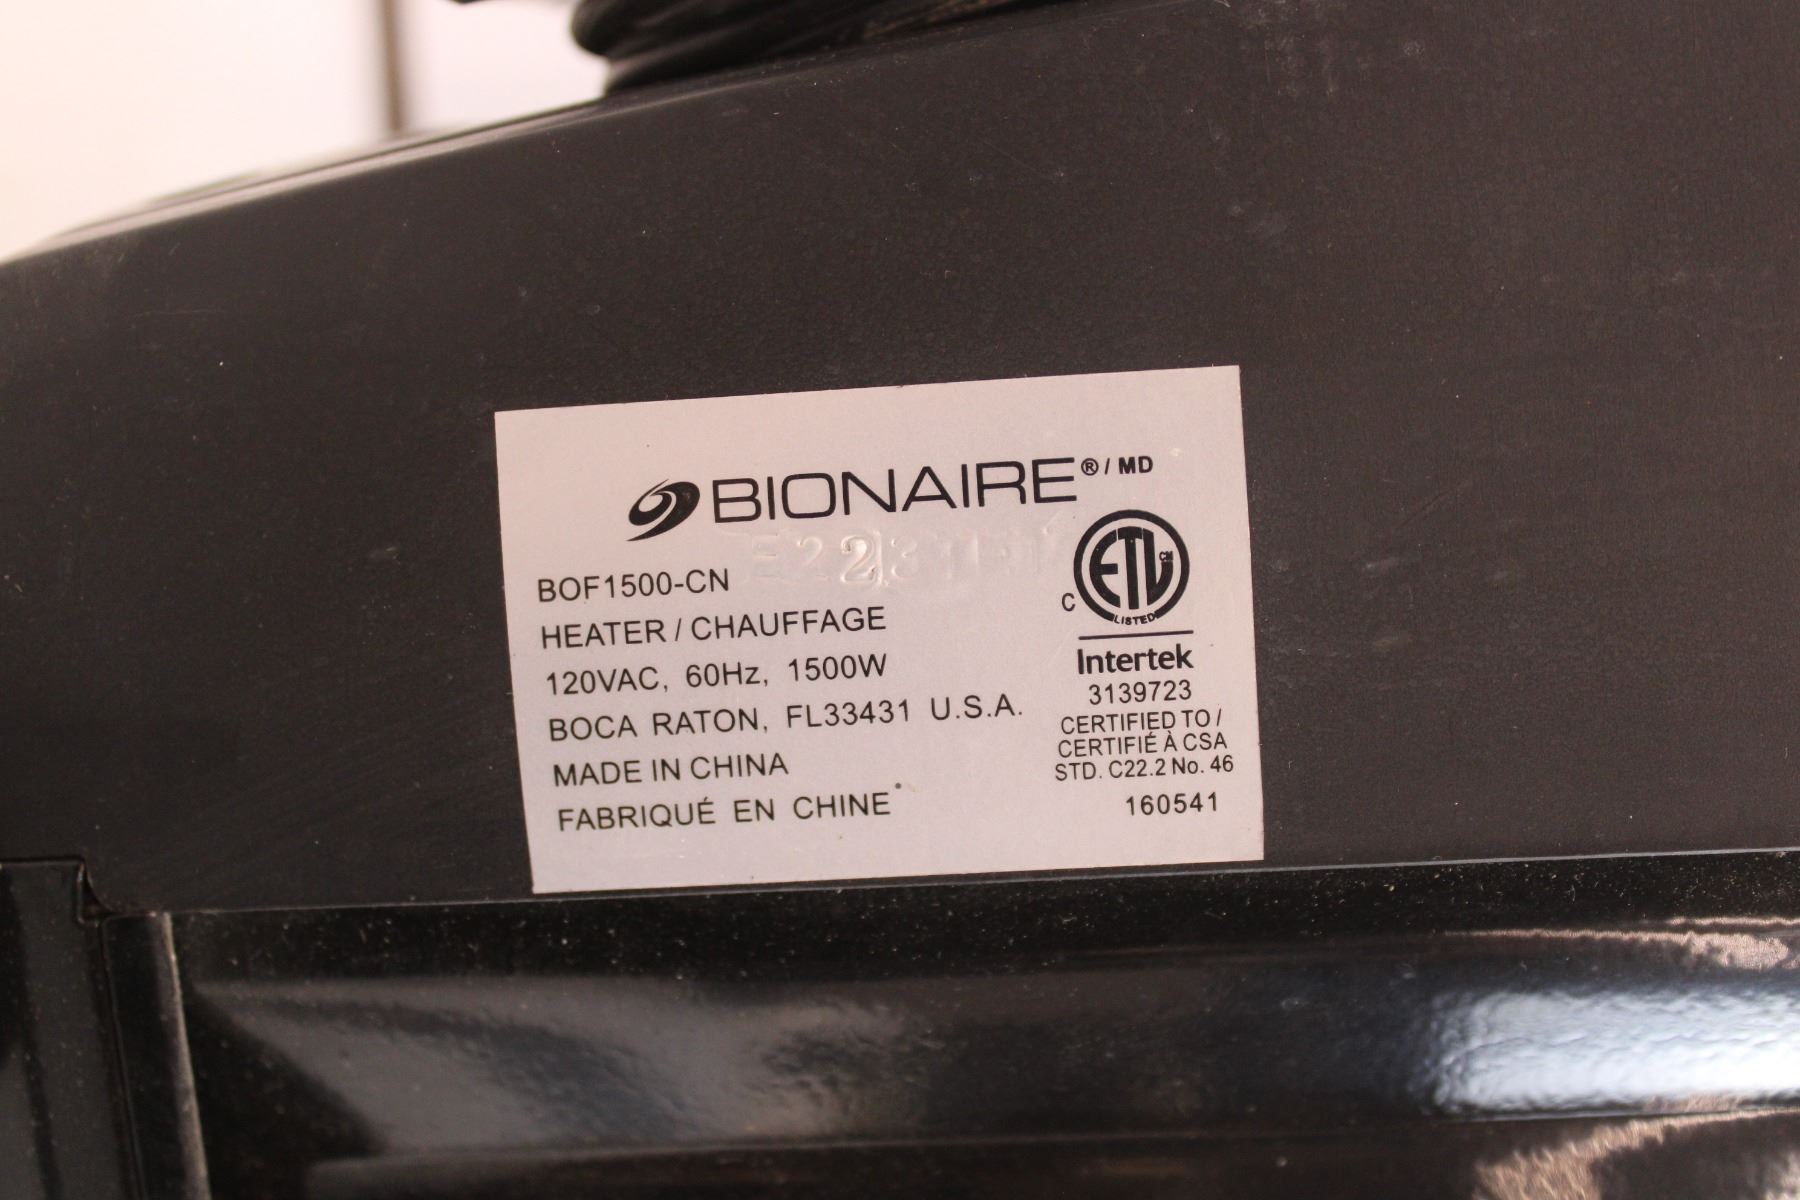 BIONAIRE®/MD
BOF1500-CN
HEATER / CHAUFFAGE
120VAC, 60Hz, 1500W
BOCA RATON, FL33431 U.S.A.
MADE IN CHINA
FABRIQUÉ EN CHINE
C ETL CM
LISTED
Intertek
3139723
CERTIFIED TO /
CERTIFIÉ À CSA
STD. C22.2 No. 46
160541